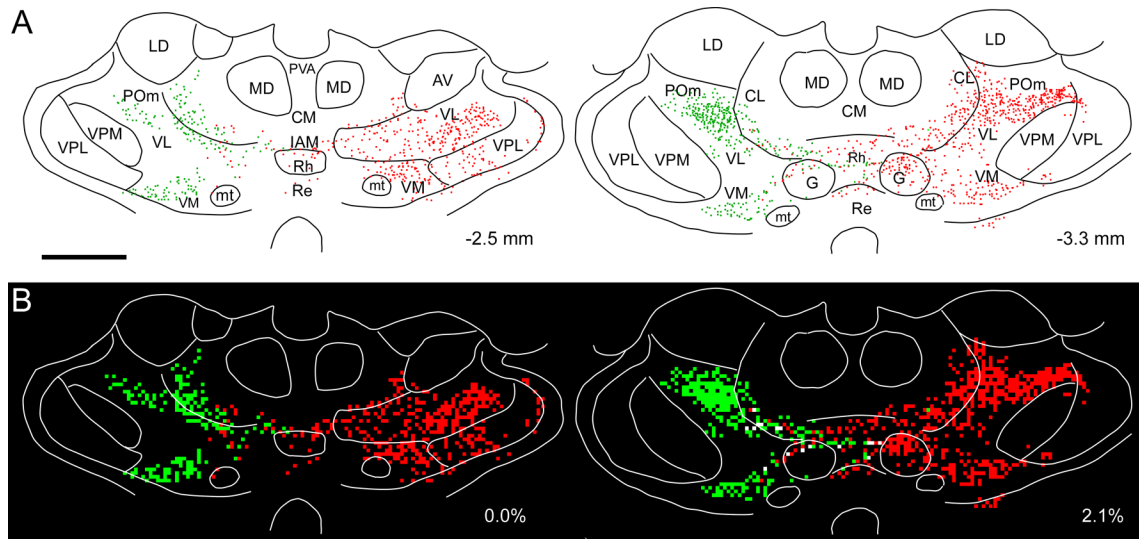 A
LD
PVA
MD
MD
AV
POm
CM
VL
VPM
VL
IAM
VPL
VPL
Rh
mt
mt
VM
VM
Re
-2.5 mm
LD
LD
MD
MD
CL
POm
POm
CL
CM
VL
VL
VPL
VPM
Rh
VPM
VPL
G
G
VM
VM
mt
Re
mt
-3.3 mm
B
0.0%
2.1%